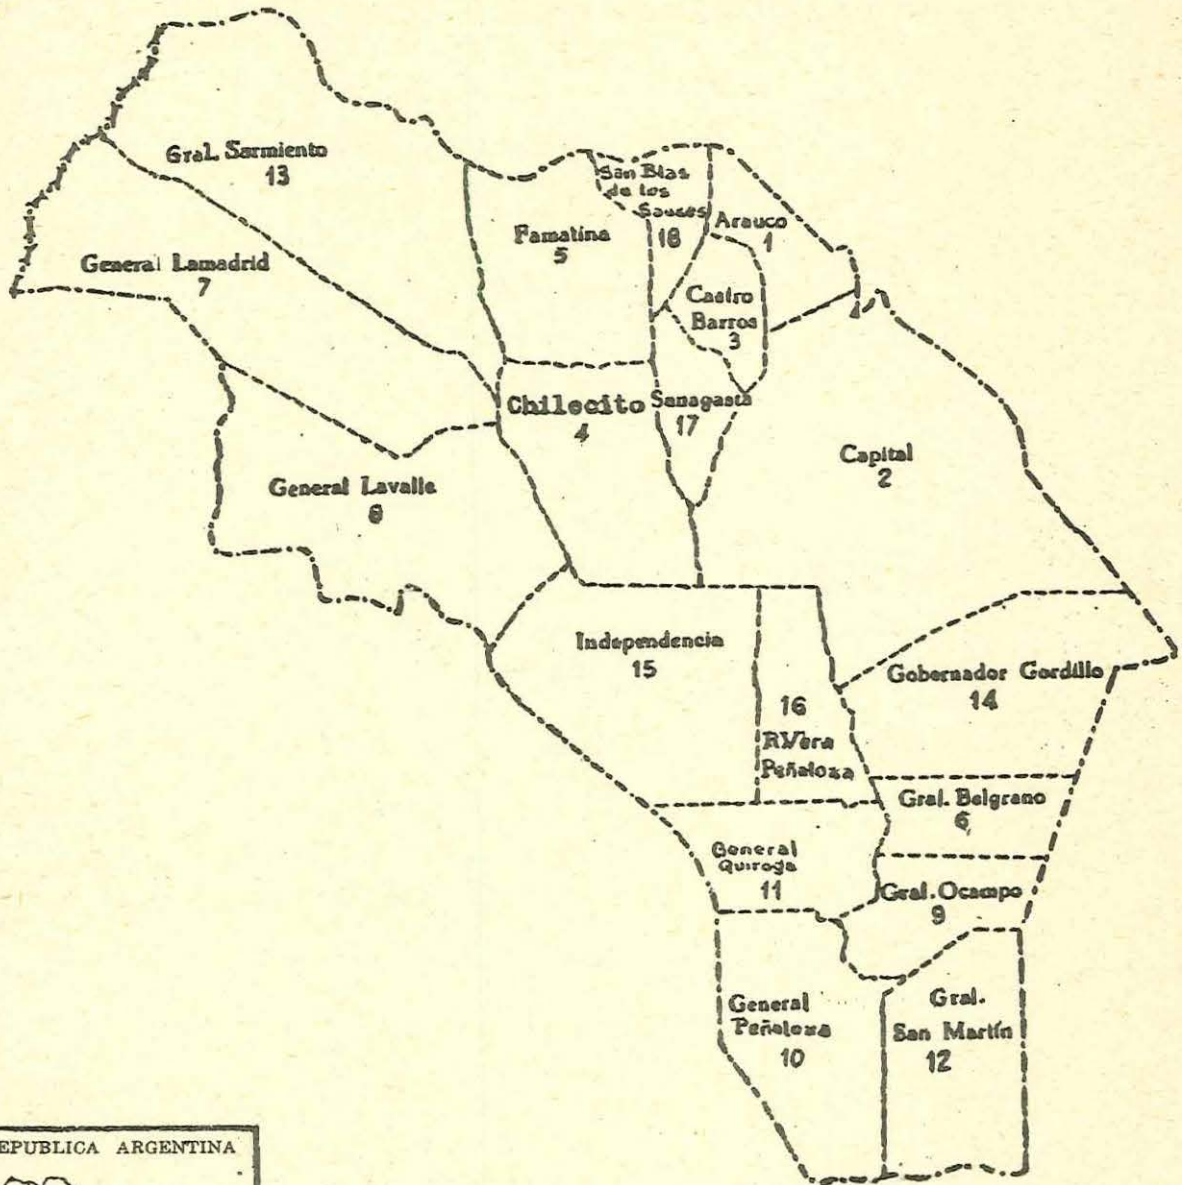 Gral. Sarmiento
13
General Lamadrid
7
Famatina
5
San Blas
de los
Sauces
18
Arauco
1
Castro
Barros
3
Chilecito
4
Sanagasta
17
Capital
2
General Lavalle
8
Independencia
15
16
R.Vera
Peñaloza
Gobernador Gordillo
14
Gral. Belgrano
6
General
Quiroga
11
Gral. Ocampo
9
General
Peñaloza
10
Gral.
San Martín
12
EPUBLICA ARGENTINA